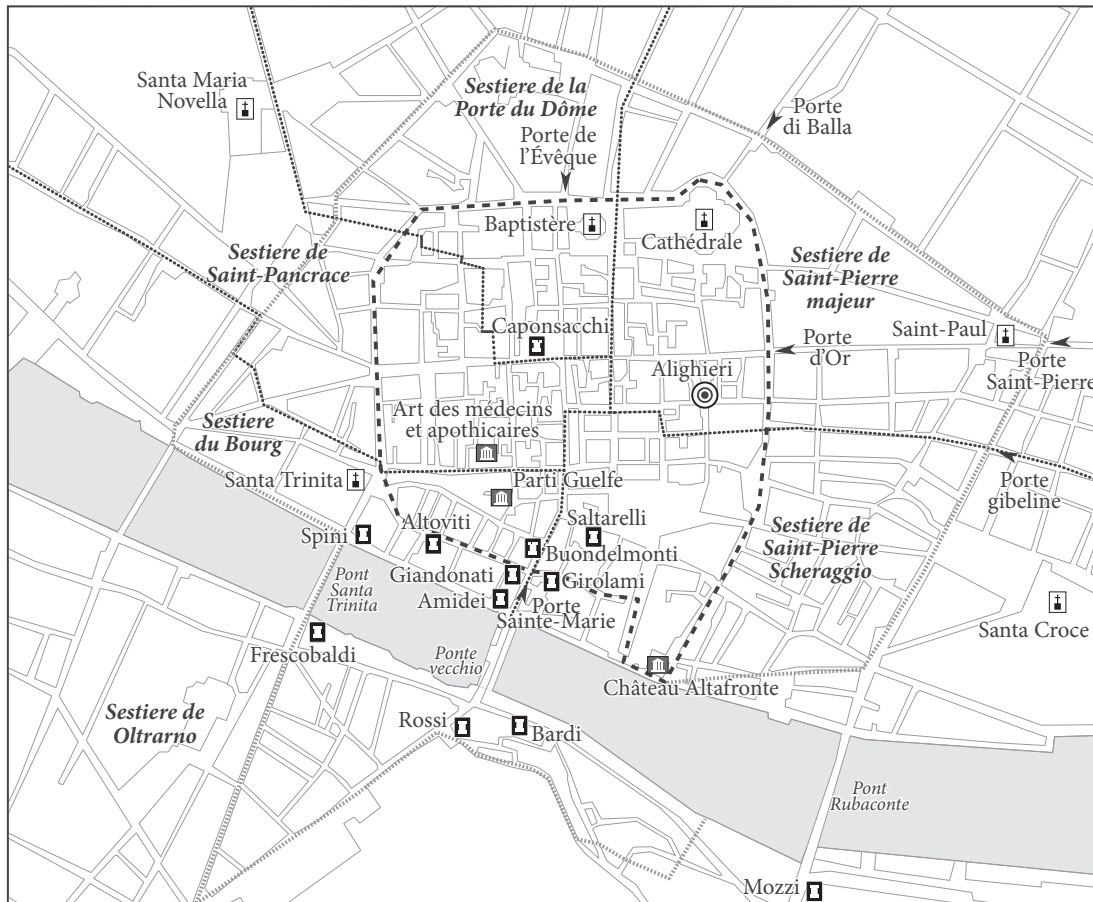 Santa Maria
Novella
Sestiere de la
Porte du Dôme
Porte
di Balla
Porte de
l'Évêque
Baptistère
Cathédrale
Sestiere de
Saint-Pancrace
Sestiere de
Saint-Pierre
majeur
Caponsacchi
Saint-Paul
Porte
d'Or
Porte
Saint-Pierre
Alighieri
Art des médecins
et apothicaires
Sestiere
du Bourg
Santa Trinita
Parti Guelfe
Porte
gibeline
Spini
Altoviti
Saltarelli
Sestiere de
Saint-Pierre
Scheraggio
Buondelmonti
Giandonati
Girolami
Amidei
Porte
Sainte-Marie
Pont
Santa
Trinita
Santa Croce
Frescobaldi
Ponte
vecchio
Château Altafronte
Sestiere de
Oltrarno
Rossi
Bardi
Pont
Rubaconte
Mozzi